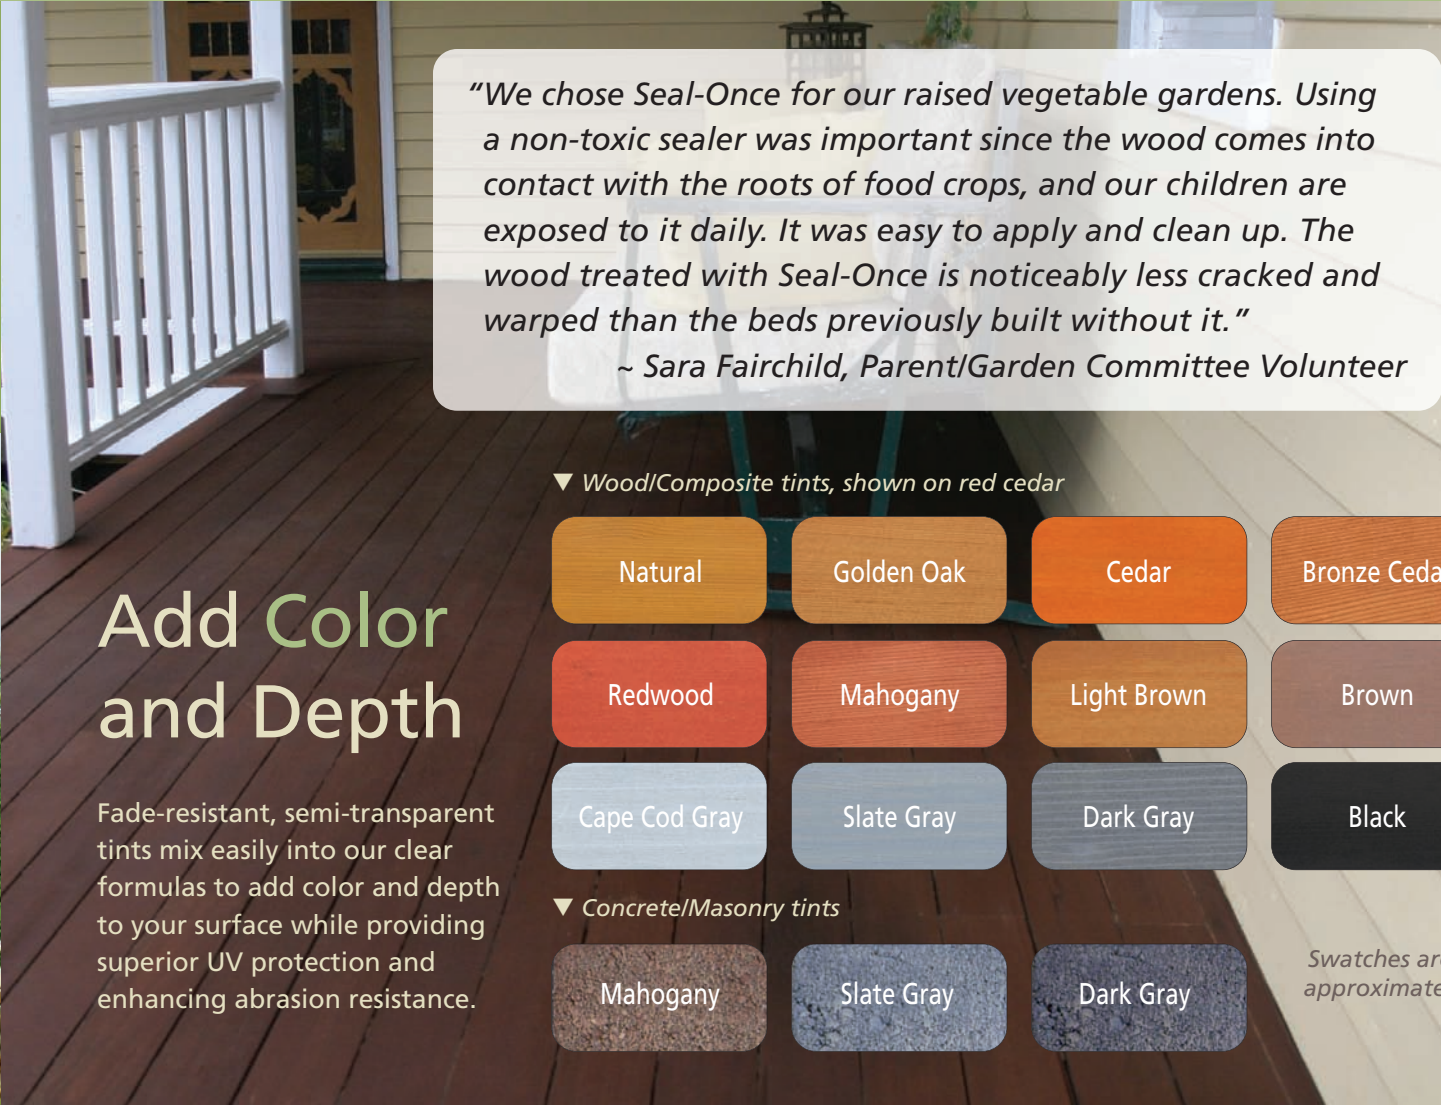 “We chose Seal-Once for our raised vegetable gardens. Using
a non-toxic sealer was important since the wood comes into
contact with the roots of food crops, and our children are
exposed to it daily. It was easy to apply and clean up. The
wood treated with Seal-Once is noticeably less cracked and
warped than the beds previously built without it.”
~ Sara Fairchild, Parent/Garden Committee Volunteer
Add Color
and Depth
Fade-resistant, semi-transparent
tints mix easily into our clear
formulas to add color and depth
to your surface while providing
superior UV protection and
enhancing abrasion resistance.
▼ Wood/Composite tints, shown on red cedar
Natural Golden Oak Cedar Bronze
Redwood Mahogany Light Brown Brown
Cape Cod Gray Slate Gray Dark Gray Black
▼ Concrete/Masonry tints
Mahogany Slate Gray Dark Gray
Swatches